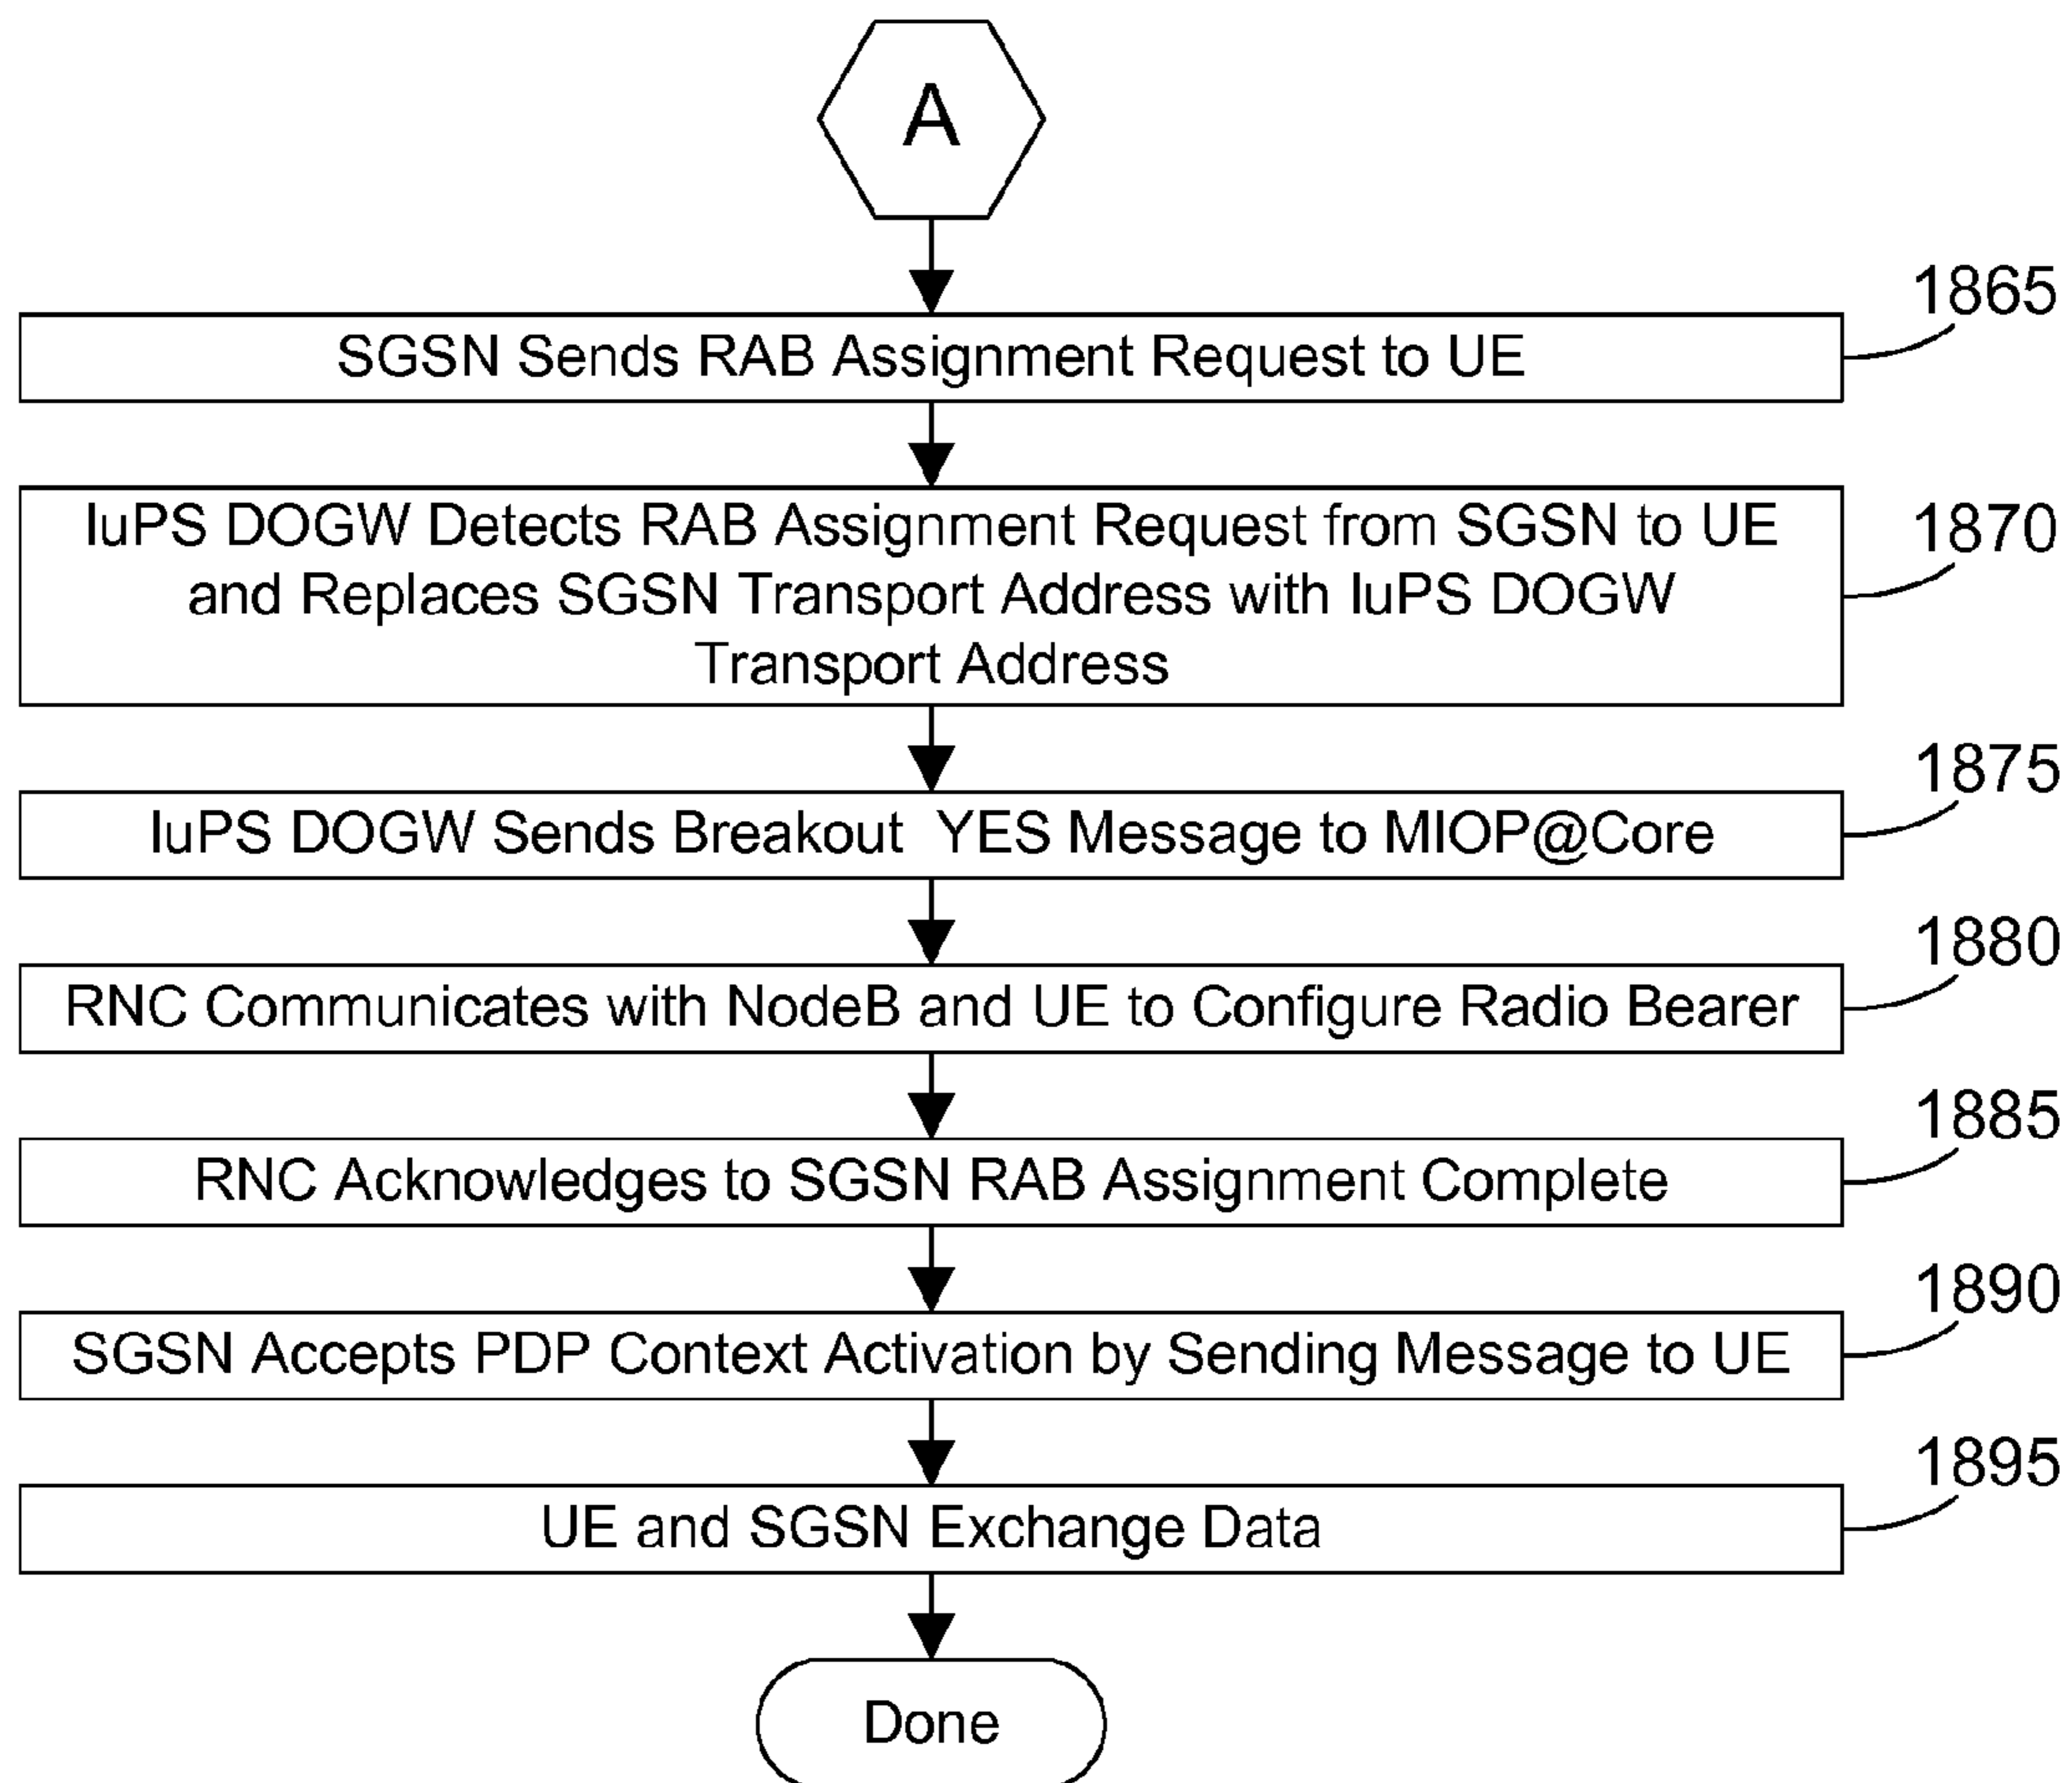 A
1865
SGSN Sends RAB Assignment Request to UE
1870
IuPS DOGW Detects RAB Assignment Request from SGSN to UE
and Replaces SGSN Transport Address with IuPS DOGW
Transport Address
1875
IuPS DOGW Sends Breakout YES Message to MIOP@Core
1880
RNC Communicates with NodeB and UE to Configure Radio Bearer
1885
RNC Acknowledges to SGSN RAB Assignment Complete
1890
SGSN Accepts PDP Context Activation by Sending Message to UE
1895
UE and SGSN Exchange Data
Done